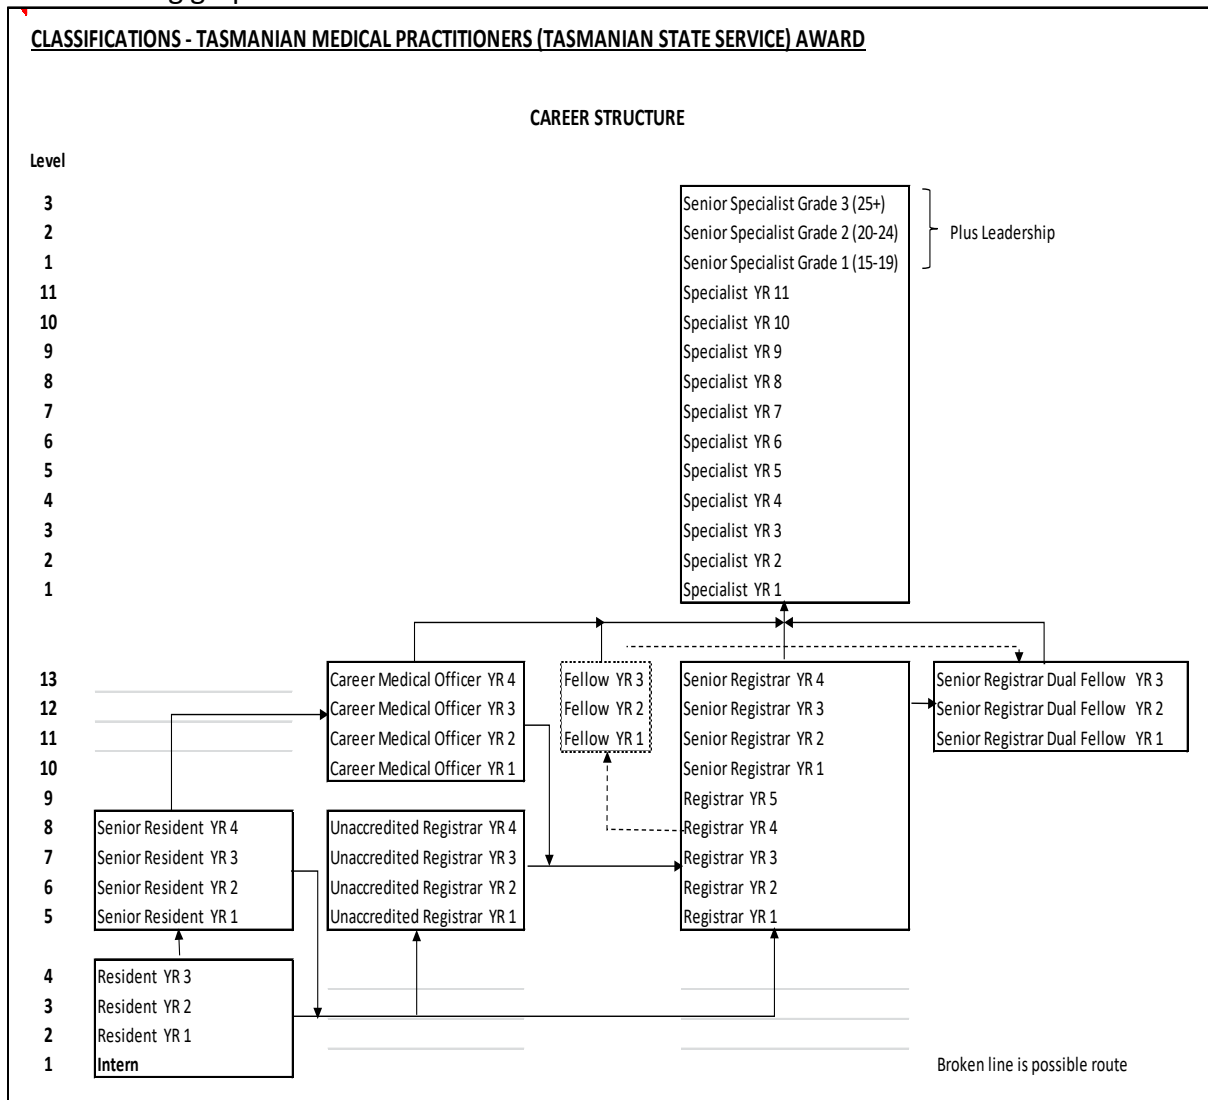 CLASSIFICATIONS - TASMANIAN MEDICAL PRACTITIONERS (TASMANIAN STATE SERVICE) AWARD
CAREER STRUCTURE
Level
3 Senior Specialist Grade 3 (25+)
2 Senior Specialist Grade 2 (20-24) Plus Leadership
1 Senior Specialist Grade 1 (15-19)
11 Specialist YR 11
10 Specialist YR 10
9 Specialist YR 9
8 Specialist YR 8
7 Specialist YR 7
6 Specialist YR 6
5 Specialist YR 5
4 Specialist YR 4
3 Specialist YR 3
2 Specialist YR 2
1 Specialist YR 1
13 Career Medical Officer YR 4 Fellow YR 3 Senior Registrar YR 4 Senior Registrar Dual Fellow YR 3
12 Career Medical Officer YR 3 Fellow YR 2 Senior Registrar YR 3 Senior Registrar Dual Fellow YR 2
11 Career Medical Officer YR 2 Fellow YR 1 Senior Registrar YR 2 Senior Registrar Dual Fellow YR 1
10 Career Medical Officer YR 1 Senior Registrar YR 1
9 Registrar YR 5
8 Senior Resident YR 4 Unaccredited Registrar YR 4 Registrar YR 4
7 Senior Resident YR 3 Unaccredited Registrar YR 3 Registrar YR 3
6 Senior Resident YR 2 Unaccredited Registrar YR 2 Registrar YR 2
5 Senior Resident YR 1 Unaccredited Registrar YR 1 Registrar YR 1
4 Resident YR 3
3 Resident YR 2
2 Resident YR 1
1 Intern Broken line is possible route